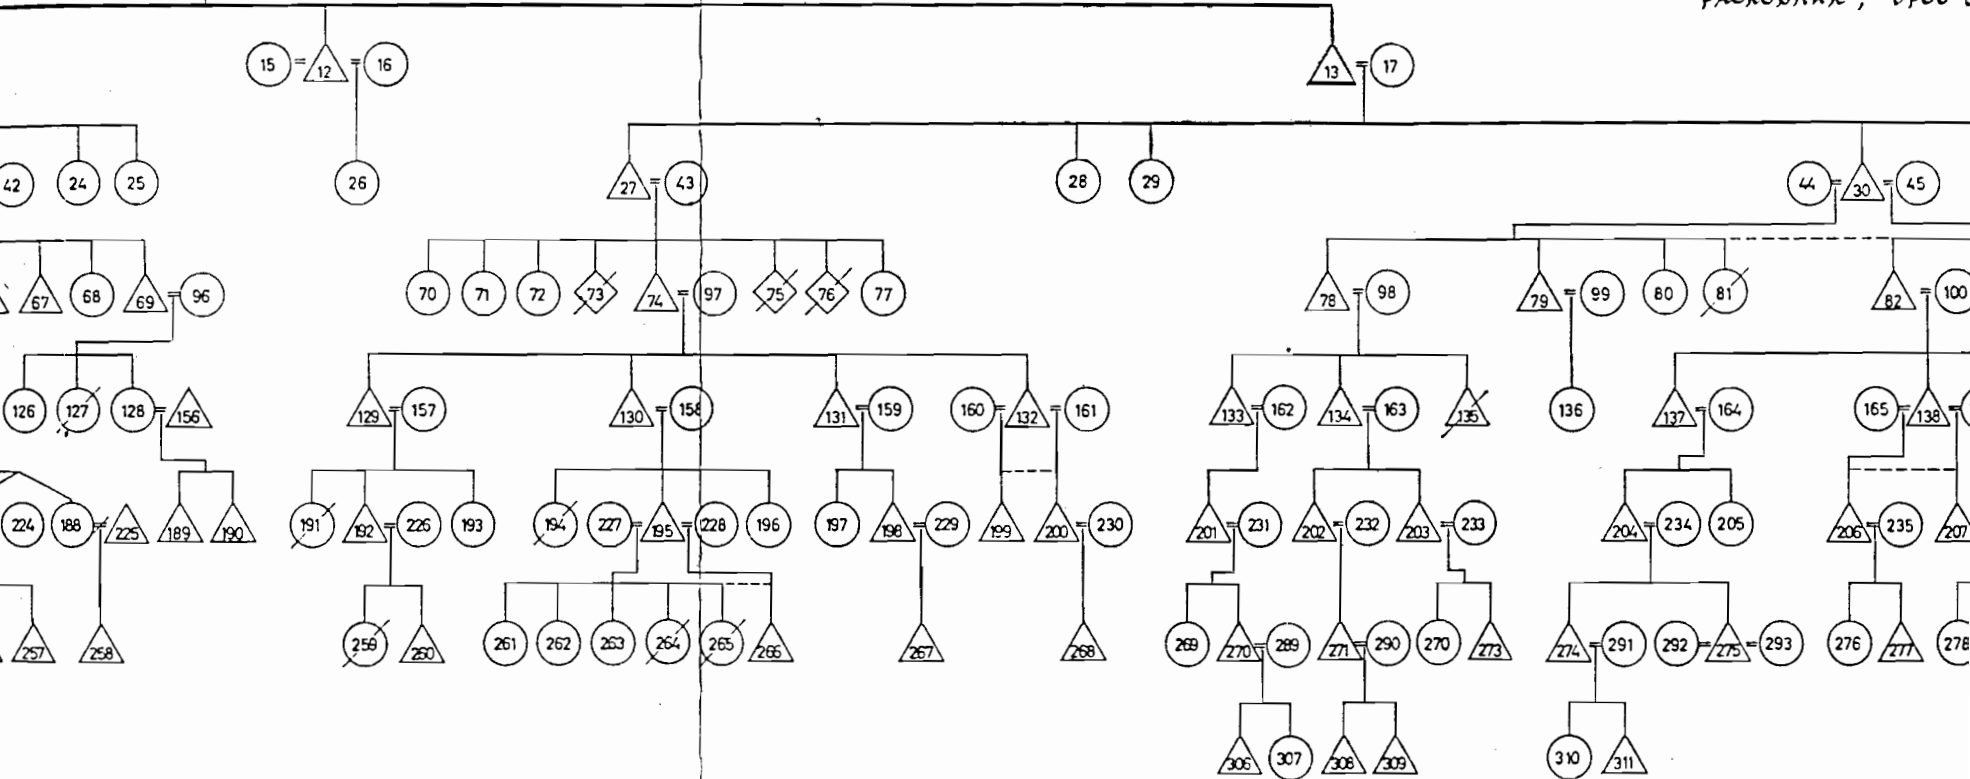 15 = 12 = 16 13 = 17
42 24 25 26 27 = 43 28 29 44 = 30 = 45
67 68 69 = 96 70 71 72 73 74 = 97 75 76 77 78 = 98 79 = 99 80 81 82 = 100
126 127 128 = 156 129 = 157 130 = 158 131 = 159 160 = 132 = 161 133 = 162 134 = 163 135 136 137 = 164 165 = 138 =
224 188 = 225 189 190 191 192 = 226 193 194 227 = 195 = 228 196 197 198 = 229 199 200 = 230 201 = 231 202 = 232 203 = 233 204 = 234 205 206 = 235 207
257 258 259 260 261 262 263 264 265 266 267 268 269 270 = 289 271 = 290 270 273 274 = 291 292 = 275 = 293 276 277 278
306 307 308 309 310 311